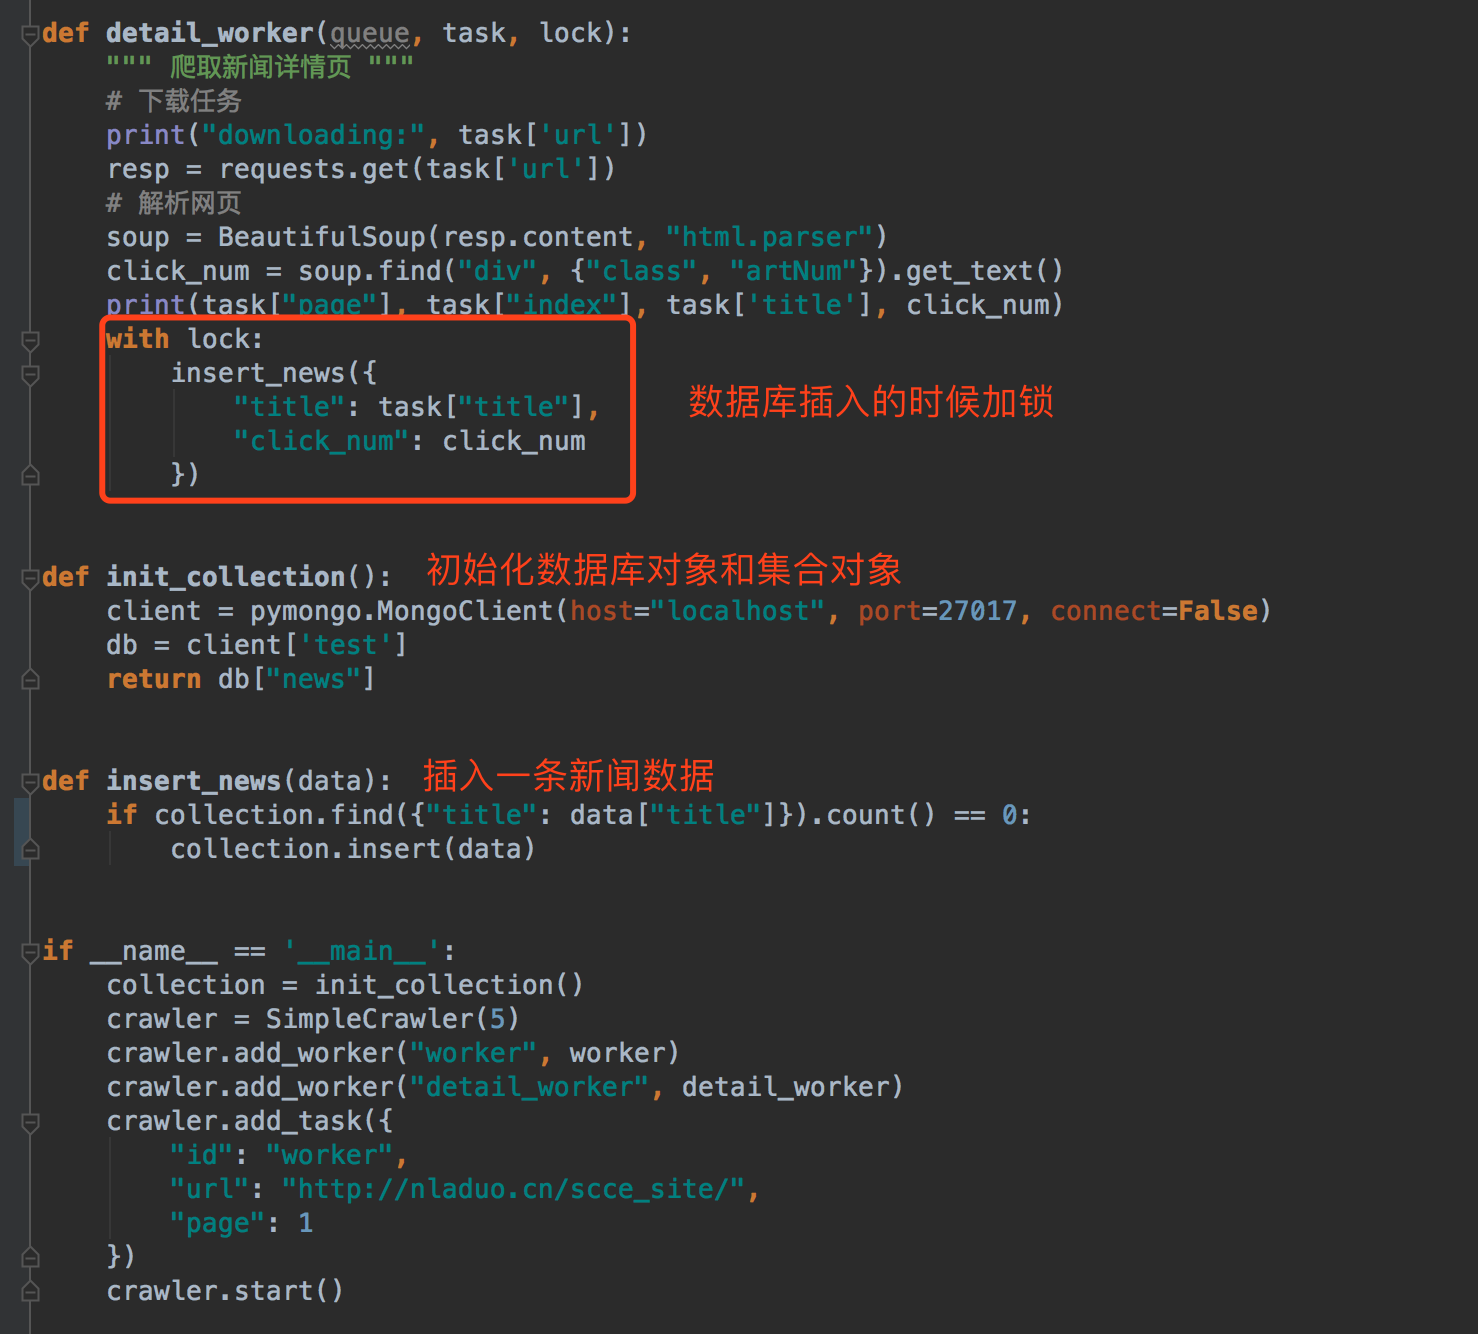 def detail_worker(queue, task, lock):
    """ 爬取新闻详情页 """
    # 下载任务
    print("downloading:", task['url'])
    resp = requests.get(task['url'])
    # 解析网页
    soup = BeautifulSoup(resp.content, "html.parser")
    click_num = soup.find("div", {"class", "artNum"}).get_text()
    print(task["page"], task["index"], task['title'], click_num)
    with lock:
        insert_news({
            "title": task["title"],
数据库插入的时候加锁
            "click_num": click_num
        })
def init_collection():
初始化数据库对象和集合对象
    client = pymongo.MongoClient(host="localhost", port=27017, connect=False)
    db = client['test']
    return db["news"]
def insert_news(data):
插入一条新闻数据
    if collection.find({"title": data["title"]}).count() == 0:
        collection.insert(data)
if __name__ == '__main__':
    collection = init_collection()
    crawler = SimpleCrawler(5)
    crawler.add_worker("worker", worker)
    crawler.add_worker("detail_worker", detail_worker)
    crawler.add_task({
        "id": "worker",
        "url": "http://nladuo.cn/scce_site/",
        "page": 1
    })
    crawler.start()